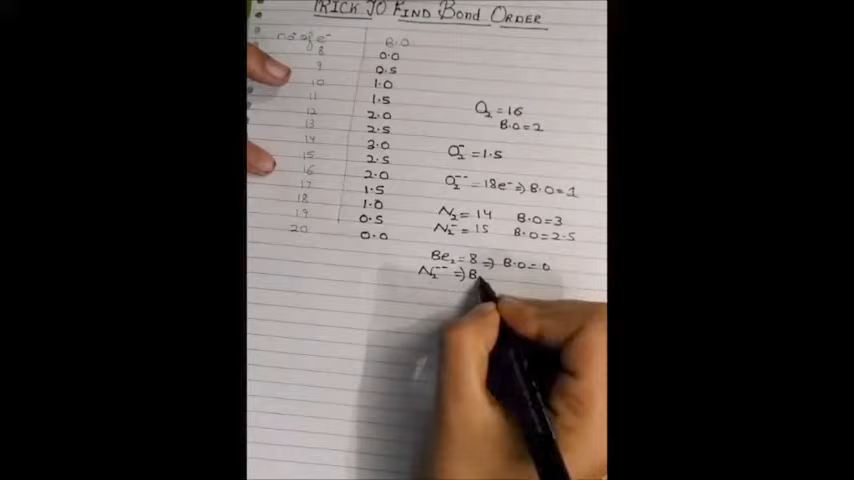 TRICK TO FIND BOND ORDER
no. of e⁻ B.O
8 0.0
9 0.5
10 1.0
11 1.5
12 2.0
13 2.5
14 3.0
15 2.5
16 2.0
17 1.5
18 1.0
19 0.5
20 0.0
O₂ = 16
B.O = 2
O₂⁻ = 1.5
O₂⁻⁻ = 18e⁻ ⇒ B.O = 1
N₂ = 14 B.O = 3
N₂⁻ = 15 B.O = 2.5
Be₂ = 8 ⇒ B.O = 0
N₂⁻⁻ ⇒ B